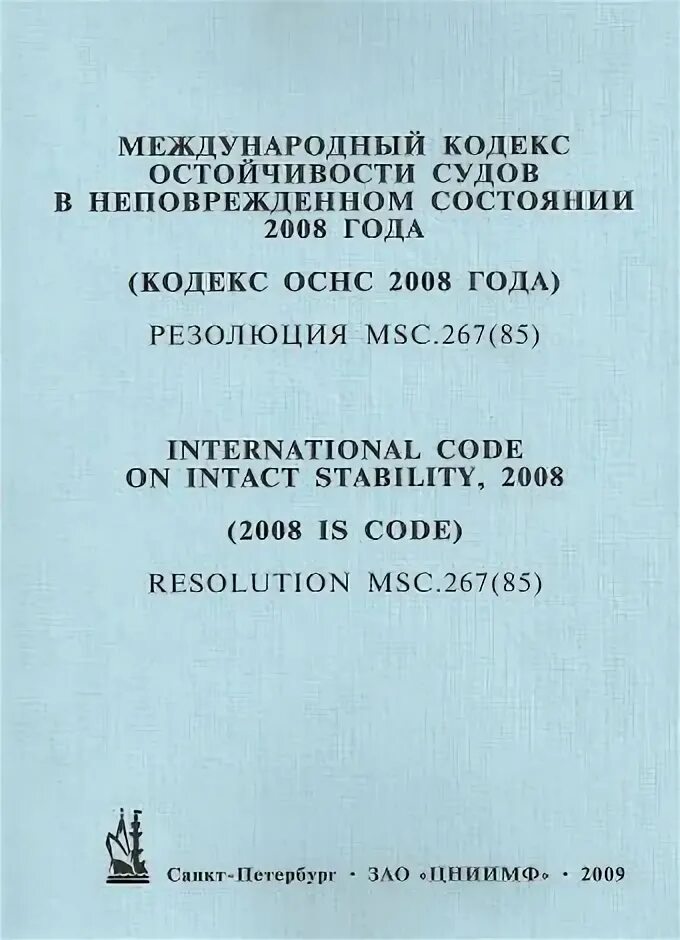 МЕЖДУНАРОДНЫЙ КОДЕКС
ОСТОЙЧИВОСТИ СУДОВ
В НЕПОВРЕЖДЕННОМ СОСТОЯНИИ
2008 ГОДА
(КОДЕКС ОСНС 2008 ГОДА)
РЕЗОЛЮЦИЯ MSC.267(85)
INTERNATIONAL CODE
ON INTACT STABILITY, 2008
(2008 IS CODE)
RESOLUTION MSC.267(85)
Санкт-Петербург · ЗАО «ЦНИИМФ» · 2009